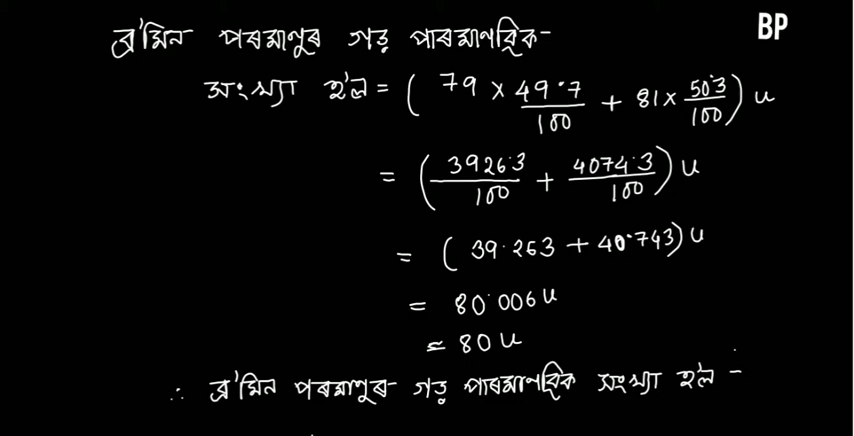 BP
ব্ৰ'মিন পৰমাণুৰ গড় পাৰমাণৱিক
সংখ্যা হ'ল = ( 79 × 49.7/100 + 81 × 50.3/100 ) u
= ( 3926.3/100 + 4074.3/100 ) u
= ( 39.263 + 40.743 ) u
= 80.006 u
= 80 u
∴ ব্ৰ'মিন পৰমাণুৰ গড় পাৰমাণৱিক সংখ্যা হ'ল -